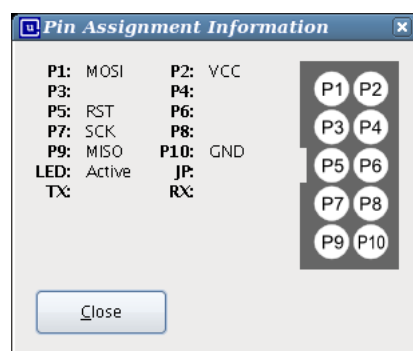 u Pin Assignment Information x
P1: MOSI P2: VCC
P3: P4:
P5: RST P6:
P7: SCK P8:
P9: MISO P10: GND
LED: Active JP:
TX: RX:
P1 P2
P3 P4
P5 P6
P7 P8
P9 P10
Close